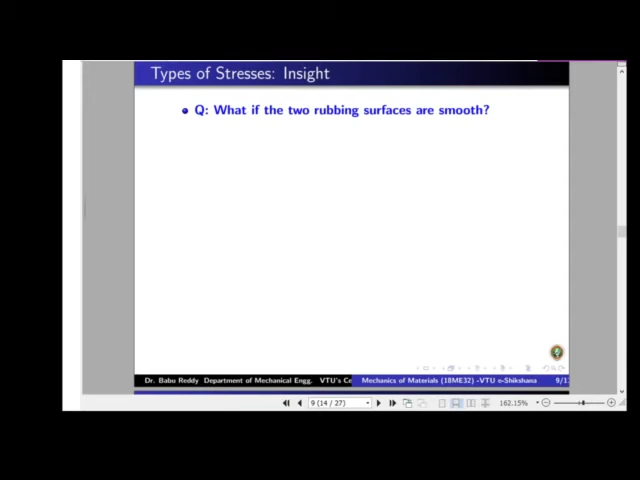 Types of Stresses: Insight
Q: What if the two rubbing surfaces are smooth?
Dr. Babu Reddy Department of Mechanical Engg. VTU's Ce Mechanics of Materials (18ME32) -VTU e-Shikshana 9/1
9 (14 / 27) 162.15%